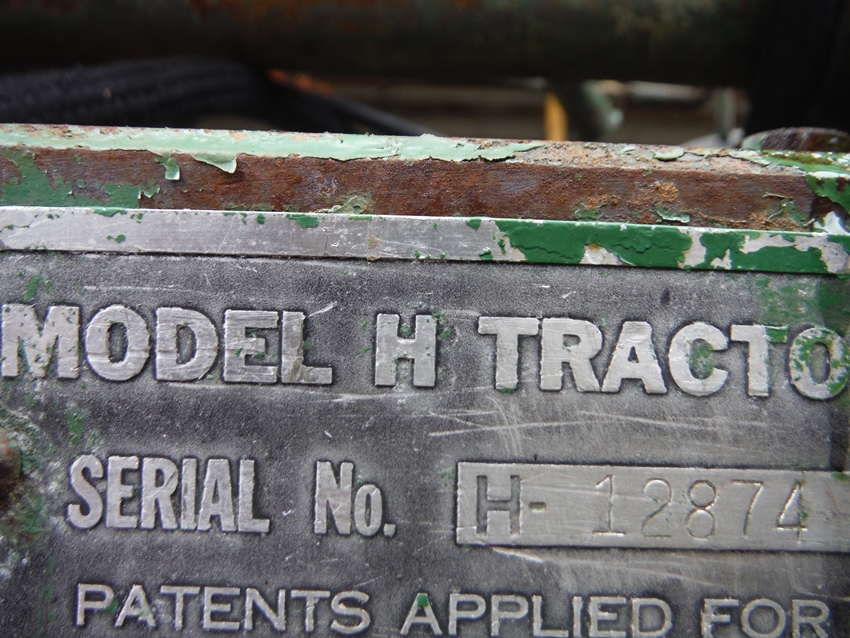 MODEL H TRACTO
SERIAL No. H- 12874
PATENTS APPLIED FOR